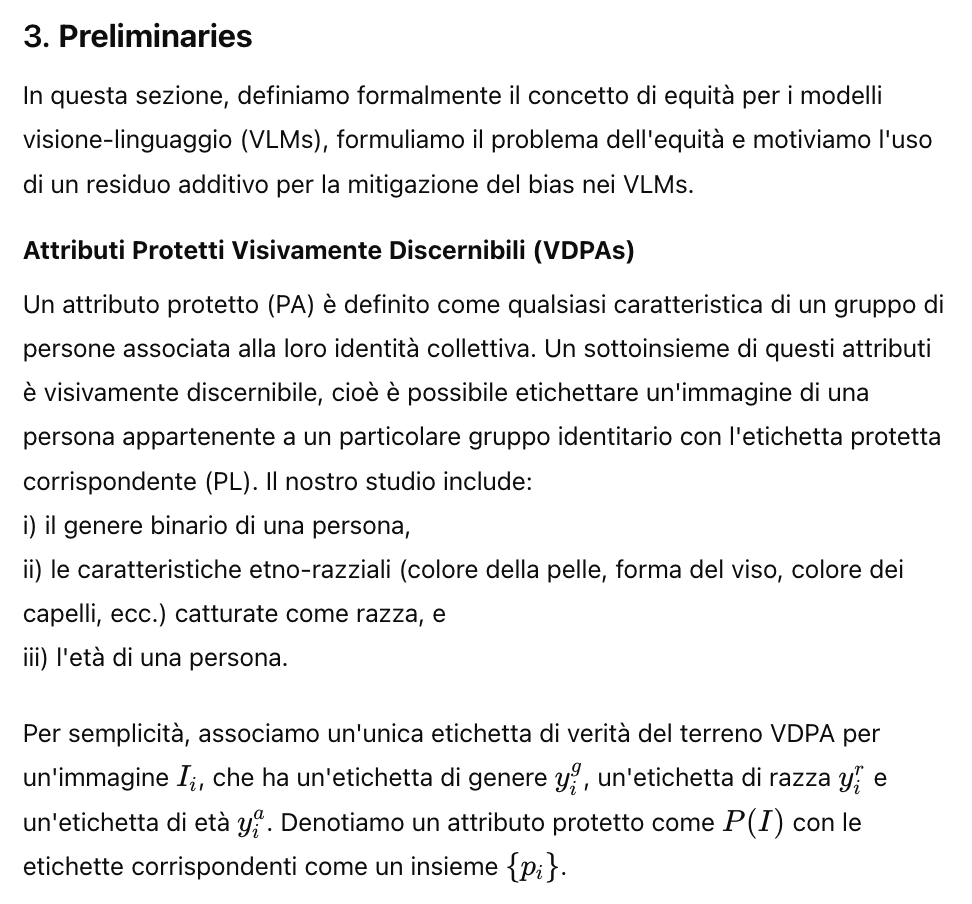 3. Preliminaries
In questa sezione, definiamo formalmente il concetto di equità per i modelli
visione-linguaggio (VLMs), formuliamo il problema dell'equità e motiviamo l'uso
di un residuo additivo per la mitigazione del bias nei VLMs.
Attributi Protetti Visivamente Discernibili (VDPAs)
Un attributo protetto (PA) è definito come qualsiasi caratteristica di un gruppo di
persone associata alla loro identità collettiva. Un sottoinsieme di questi attributi
è visivamente discernibile, cioè è possibile etichettare un'immagine di una
persona appartenente a un particolare gruppo identitario con l'etichetta protetta
corrispondente (PL). Il nostro studio include:
i) il genere binario di una persona,
ii) le caratteristiche etno-razziali (colore della pelle, forma del viso, colore dei
capelli, ecc.) catturate come razza, e
iii) l'età di una persona.
Per semplicità, associamo un'unica etichetta di verità del terreno VDPA per
un'immagine $I_i$, che ha un'etichetta di genere $y_i^g$, un'etichetta di razza $y_i^r$ e
un'etichetta di età $y_i^a$. Denotiamo un attributo protetto come $P(I)$ con le
etichette corrispondenti come un insieme $\{p_i\}$.